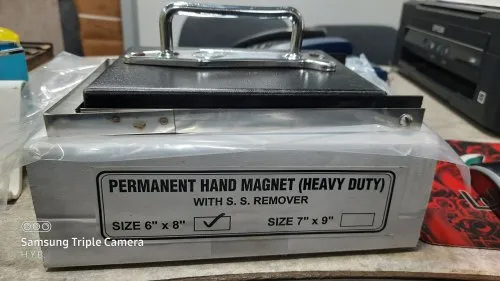 PERMANENT HAND MAGNET (HEAVY DUTY)
WITH S. S. REMOVER
SIZE 6" x 8" SIZE 7" x 9"
Samsung Triple Camera